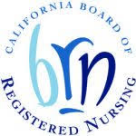 CALIFORNIA BOARD OF
brn
REGISTERED NURSING